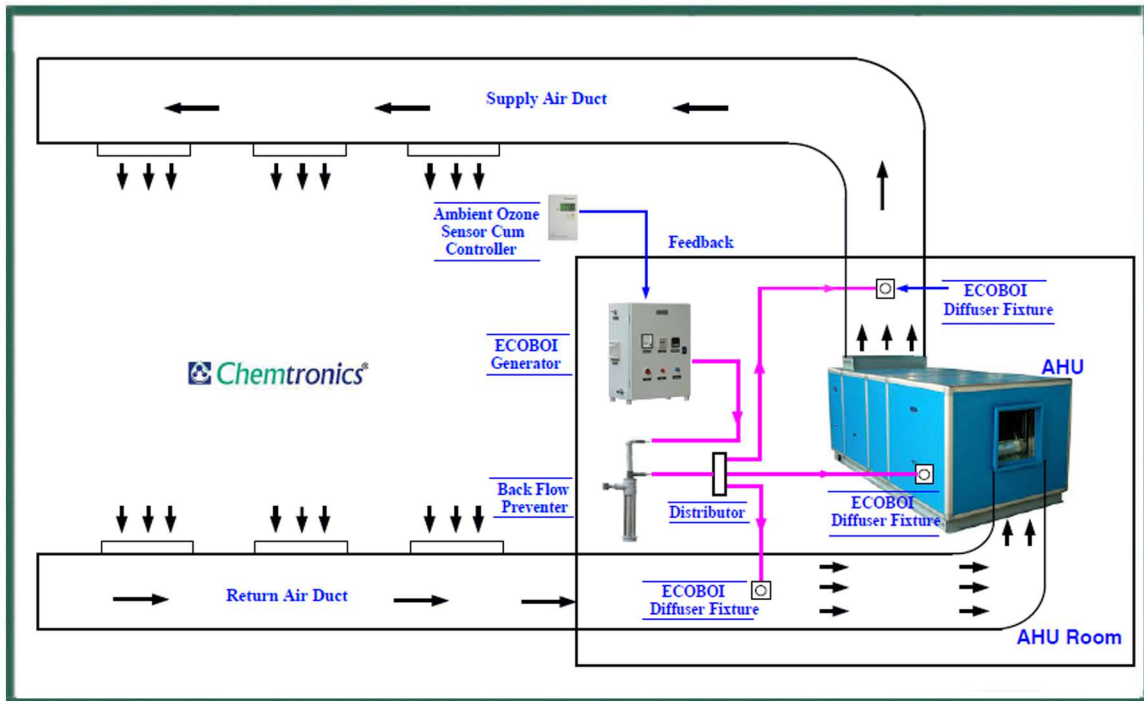 Supply Air Duct
Ambient Ozone
Sensor Cum
Controller
Feedback
ECOBOI
Diffuser Fixture
ECOBOI
Generator
Chemtronics®
AHU
Back Flow
Preventer
Distributor
ECOBOI
Diffuser Fixture
Return Air Duct
ECOBOI
Diffuser Fixture
AHU Room